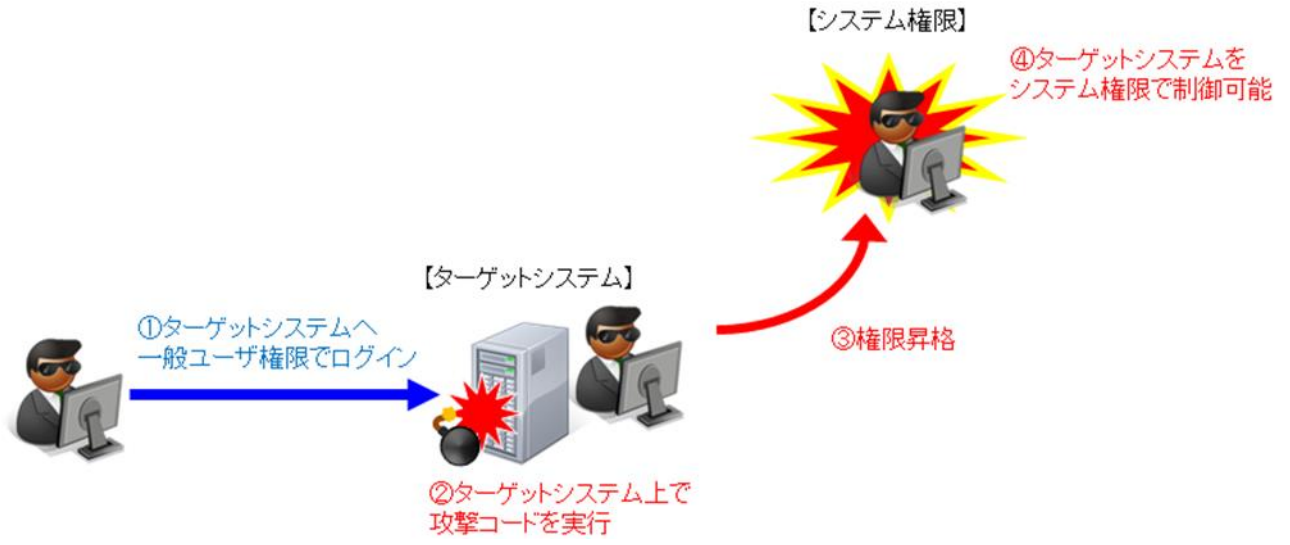 ①ターゲットシステムへ
一般ユーザ権限でログイン
【ターゲットシステム】
②ターゲットシステム上で
攻撃コードを実行
③権限昇格
【システム権限】
④ターゲットシステムを
システム権限で制御可能